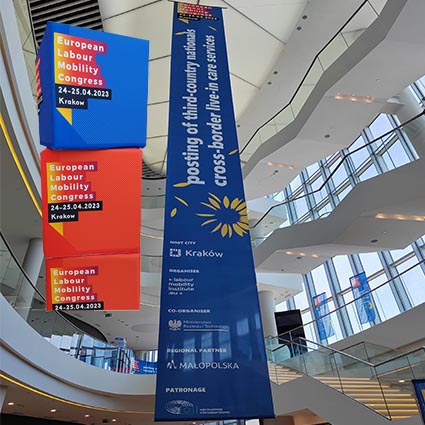 European
Labour
Mobility
Congress
24-25.04.2023
Krakow
European
Labour
Mobility
Congress
24-25.04.2023
Krakow
European
Labour
Mobility
Congress
24-25.04.2023
posting of third-country nationals
cross-border live-in care services
HOST CITY
Kraków
ORGANISER
labour
mobility
institute
CO-ORGANISER
Ministerstwo
REGIONAL PARTNER
MAŁOPOLSKA
PATRONAGE